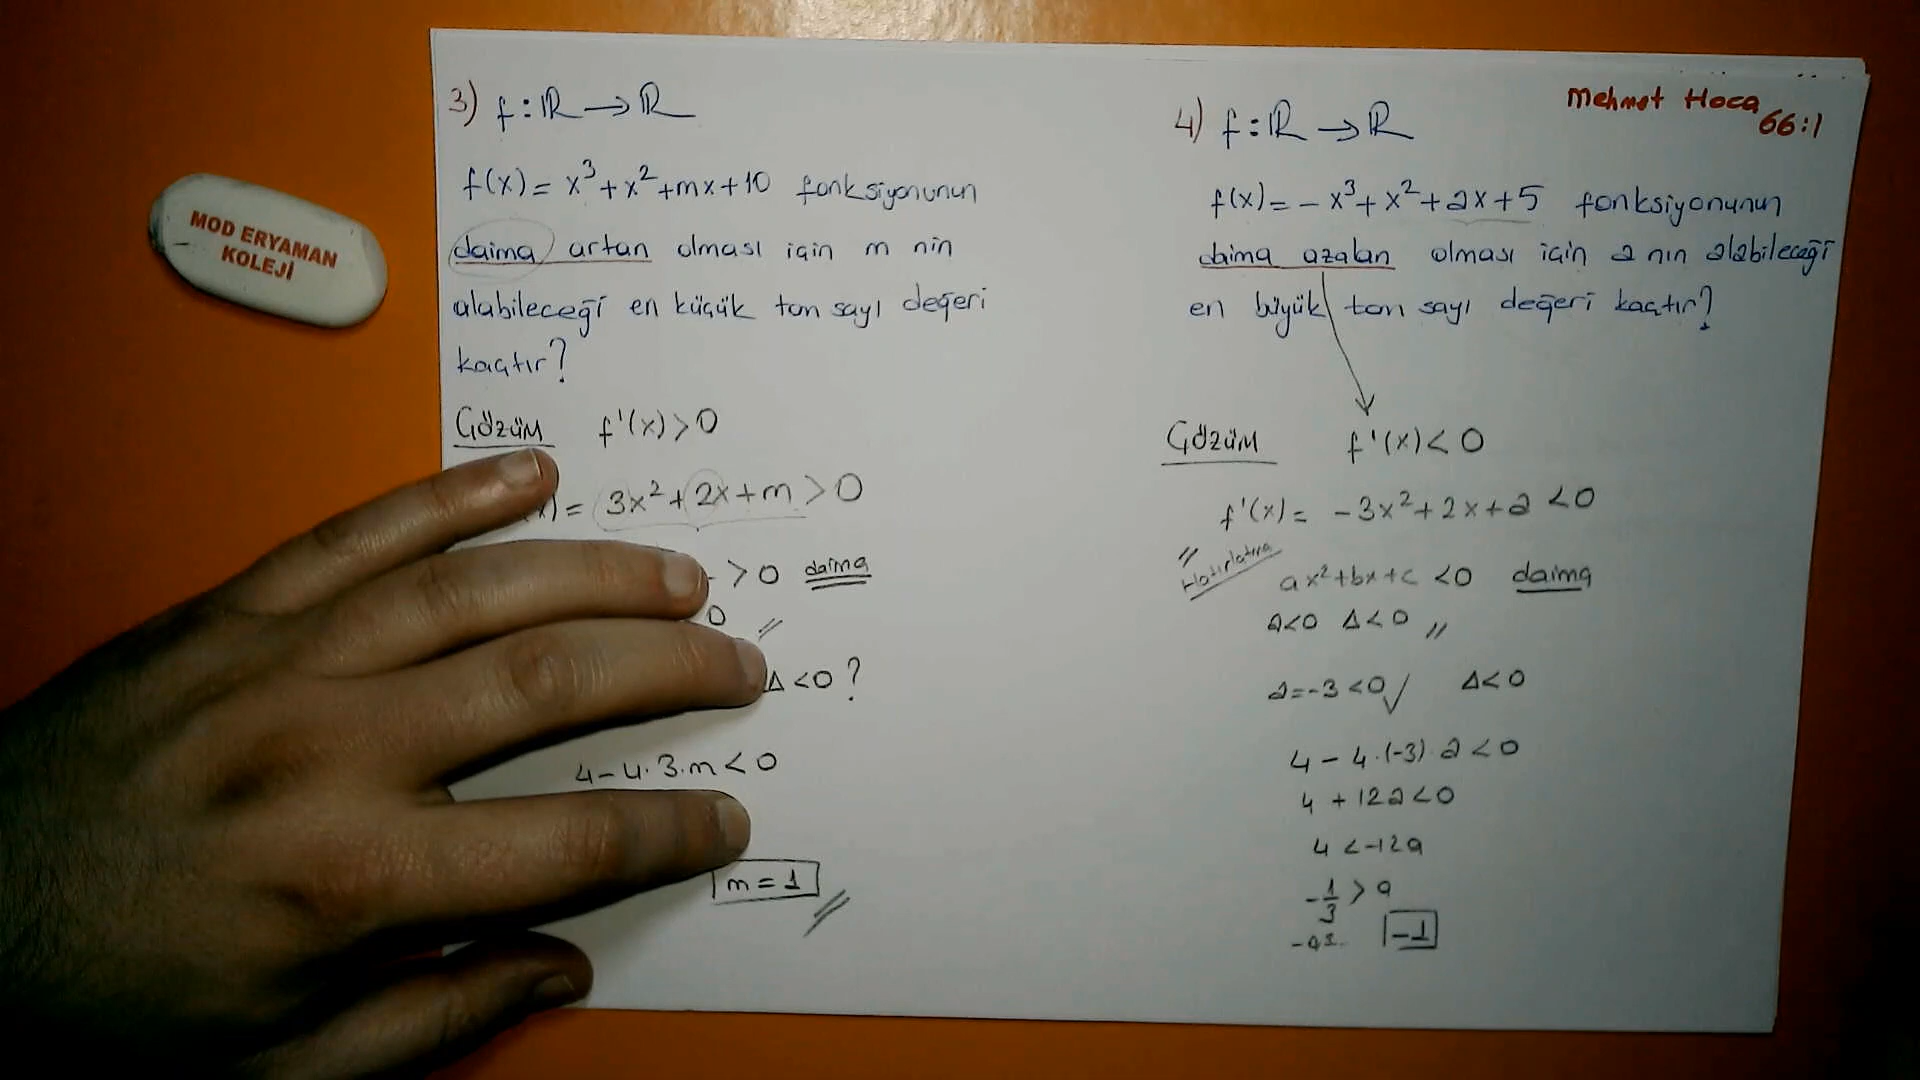 MOD ERYAMAN
KOLEJİ
3) f : ℝ → ℝ
f(x) = x³ + x² + mx + 10 fonksiyonunun
daima artan olması için m nin
alabileceği en küçük tam sayı değeri
kaçtır?
Çözüm f'(x) > 0
x) = 3x² + 2x + m > 0
> 0 daima
0 //
Δ < 0 ?
4 - 4.3.m < 0
m = 1 //
Mehmet Hoca
66:1
4) f : ℝ → ℝ
f(x) = - x³ + x² + ax + 5 fonksiyonunun
daima azalan olması için a nın alabileceği
en büyük tam sayı değeri kaçtır?
Çözüm f'(x) < 0
f'(x) = - 3x² + 2x + a < 0
Hatırlatma
ax² + bx + c < 0 daima
a < 0 Δ < 0 //
a = -3 < 0 √ Δ < 0
4 - 4.(-3).a < 0
4 + 12a < 0
4 < -12a
-1/3 > a
-1